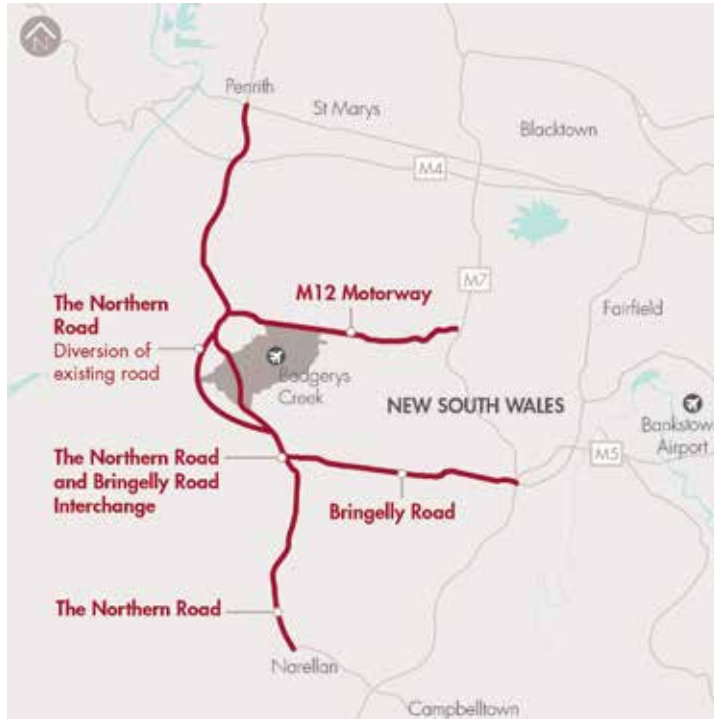 N
Penrith
St Marys
Blacktown
M4
M7
The Northern
Road
Diversion of
existing road
M12 Motorway
Fairfield
Badgerys
Creek
NEW SOUTH WALES
Bankstown
Airport
M5
The Northern Road
and Bringelly Road
Interchange
Bringelly Road
The Northern Road
Narellan
Campbelltown